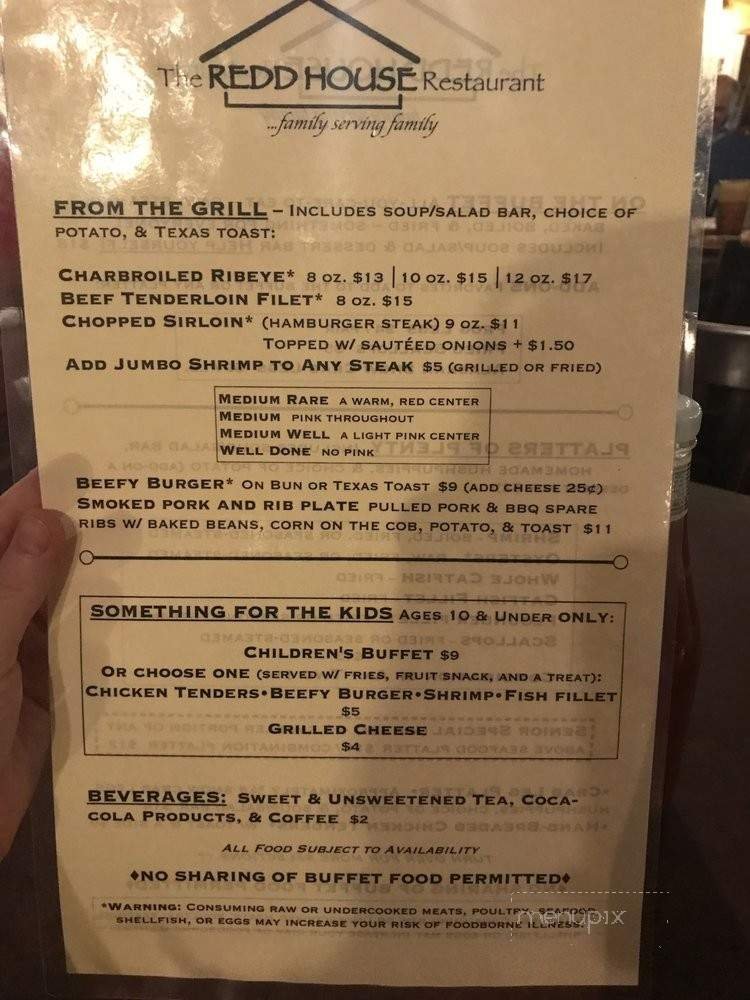 The REDD HOUSE Restaurant
...family serving family
FROM THE GRILL – INCLUDES SOUP/SALAD BAR, CHOICE OF
POTATO, & TEXAS TOAST:
CHARBROILED RIBEYE* 8 OZ. $13 | 10 OZ. $15 | 12 OZ. $17
BEEF TENDERLOIN FILET* 8 OZ. $15
CHOPPED SIRLOIN* (HAMBURGER STEAK) 9 OZ. $11
TOPPED W/ SAUTÉED ONIONS + $1.50
ADD JUMBO SHRIMP TO ANY STEAK $5 (GRILLED OR FRIED)
MEDIUM RARE A WARM, RED CENTER
MEDIUM PINK THROUGHOUT
MEDIUM WELL A LIGHT PINK CENTER
WELL DONE NO PINK
BEEFY BURGER* ON BUN OR TEXAS TOAST $9 (ADD CHEESE 25¢)
SMOKED PORK AND RIB PLATE PULLED PORK & BBQ SPARE
RIBS W/ BAKED BEANS, CORN ON THE COB, POTATO, & TOAST $11
SOMETHING FOR THE KIDS AGES 10 & UNDER ONLY:
CHILDREN'S BUFFET $9
OR CHOOSE ONE (SERVED W/ FRIES, FRUIT SNACK, AND A TREAT):
CHICKEN TENDERS•BEEFY BURGER•SHRIMP•FISH FILLET
$5
GRILLED CHEESE
$4
BEVERAGES: SWEET & UNSWEETENED TEA, COCA-
COLA PRODUCTS, & COFFEE $2
ALL FOOD SUBJECT TO AVAILABILITY
♦NO SHARING OF BUFFET FOOD PERMITTED♦
*WARNING: CONSUMING RAW OR UNDERCOOKED MEATS, POULTRY, SEAFOOD,
SHELLFISH, OR EGGS MAY INCREASE YOUR RISK OF FOODBORNE ILLNESS.
menupix